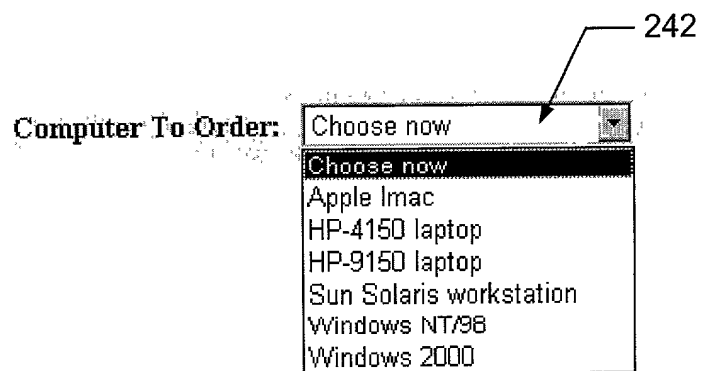 242
Computer To Order: Choose now
Choose now
Apple Imac
HP-4150 laptop
HP-9150 laptop
Sun Solaris workstation
Windows NT/98
Windows 2000